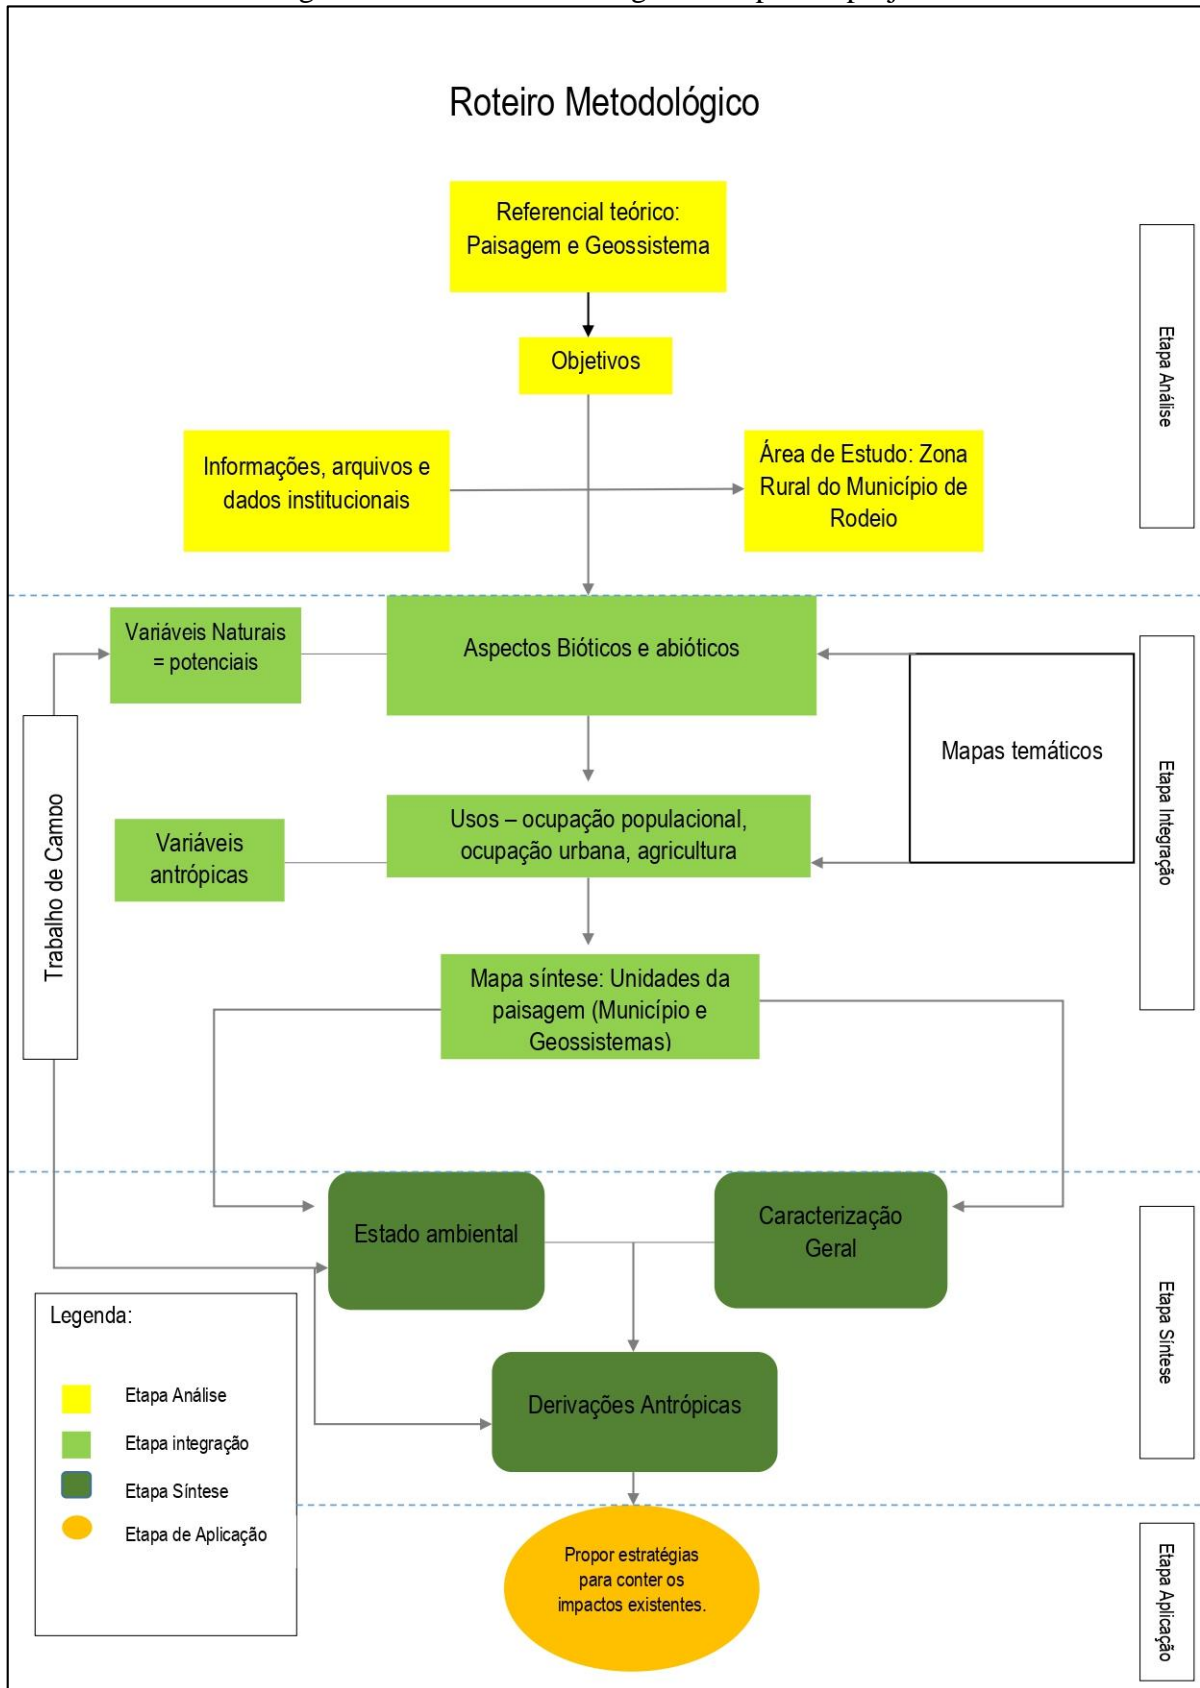 Roteiro Metodológico
Referencial teórico:
Paisagem e Geossistema
Objetivos
Informações, arquivos e
dados institucionais
Área de Estudo: Zona
Rural do Município de
Rodeio
Etapa Análise
Variáveis Naturais
= potenciais
Aspectos Bióticos e abióticos
Mapas temáticos
Variáveis
antrópicas
Usos – ocupação populacional,
ocupação urbana, agricultura
Mapa síntese: Unidades da
paisagem (Município e
Geossistemas)
Trabalho de Campo
Etapa Integração
Estado ambiental
Caracterização
Geral
Derivações Antrópicas
Etapa Síntese
Legenda:
Etapa Análise
Etapa integração
Etapa Síntese
Etapa de Aplicação
Propor estratégias
para conter os
impactos existentes.
Etapa Aplicação